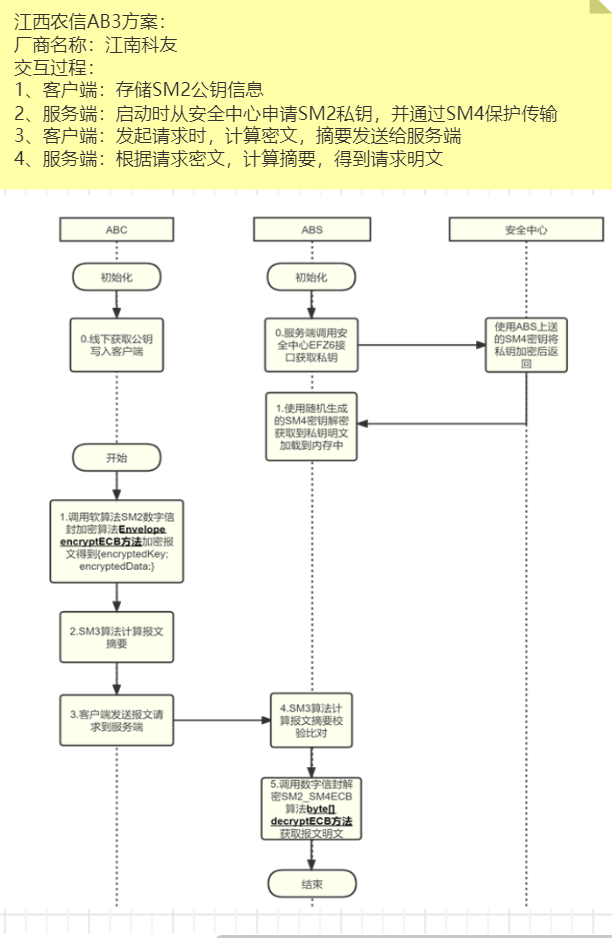 江西农信AB3方案：
厂商名称：江南科友
交互过程：
1、客户端：存储SM2公钥信息
2、服务端：启动时从安全中心申请SM2私钥，并通过SM4保护传输
3、客户端：发起请求时，计算密文，摘要发送给服务端
4、服务端：根据请求密文，计算摘要，得到请求明文
ABC
ABS
安全中心
初始化
初始化
0.线下获取公钥
写入客户端
0.服务端调用安
全中心EFZ6接
口获取私钥
使用ABS上送
的SM4密钥将
私钥加密后返
回
1.使用随机生成
的SM4密钥解密
获取到私钥明文
加载到内存中
开始
1.调用软算法SM2数字信
封加密算法Envelope
encryptECB方法加密报
文得到{encryptedKey;
encryptedData:}
2.SM3算法计算报文
摘要
3.客户端发送报文请
求到服务端
4.SM3算法计
算报文摘要校
验比对
5.调用数字信封解
密SM2_SM4ECB
算法byte[]
decryptECB方法
获取报文明文
结束